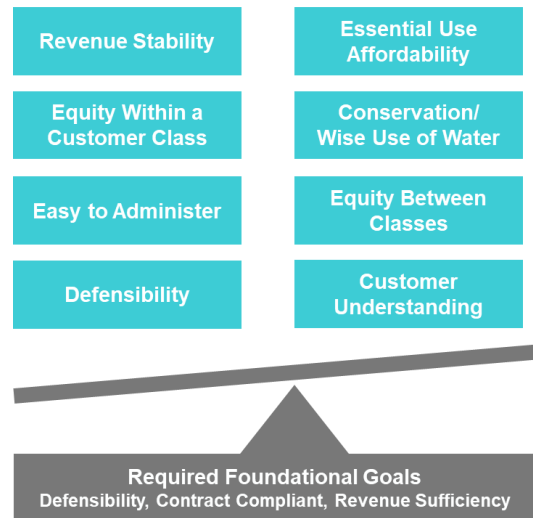 Revenue Stability
Essential Use
Affordability
Equity Within a
Customer Class
Conservation/
Wise Use of Water
Easy to Administer
Equity Between
Classes
Defensibility
Customer
Understanding
Required Foundational Goals
Defensibility, Contract Compliant, Revenue Sufficiency